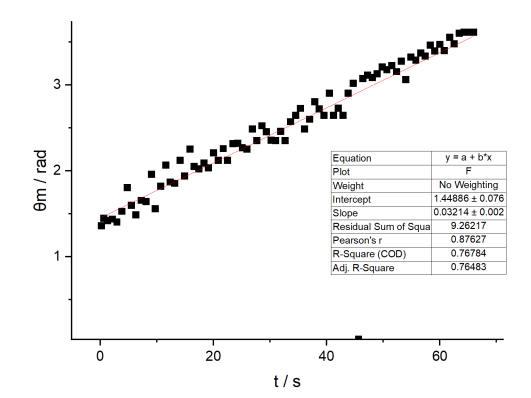 3
2
1
θm / rad
Equation y = a + b*x
Plot F
Weight No Weighting
Intercept 1.44886 ± 0.076
Slope 0.03214 ± 0.002
Residual Sum of Squa 9.26217
Pearson's r 0.87627
R-Square (COD) 0.76784
Adj. R-Square 0.76483
0 20 40 60
t / s